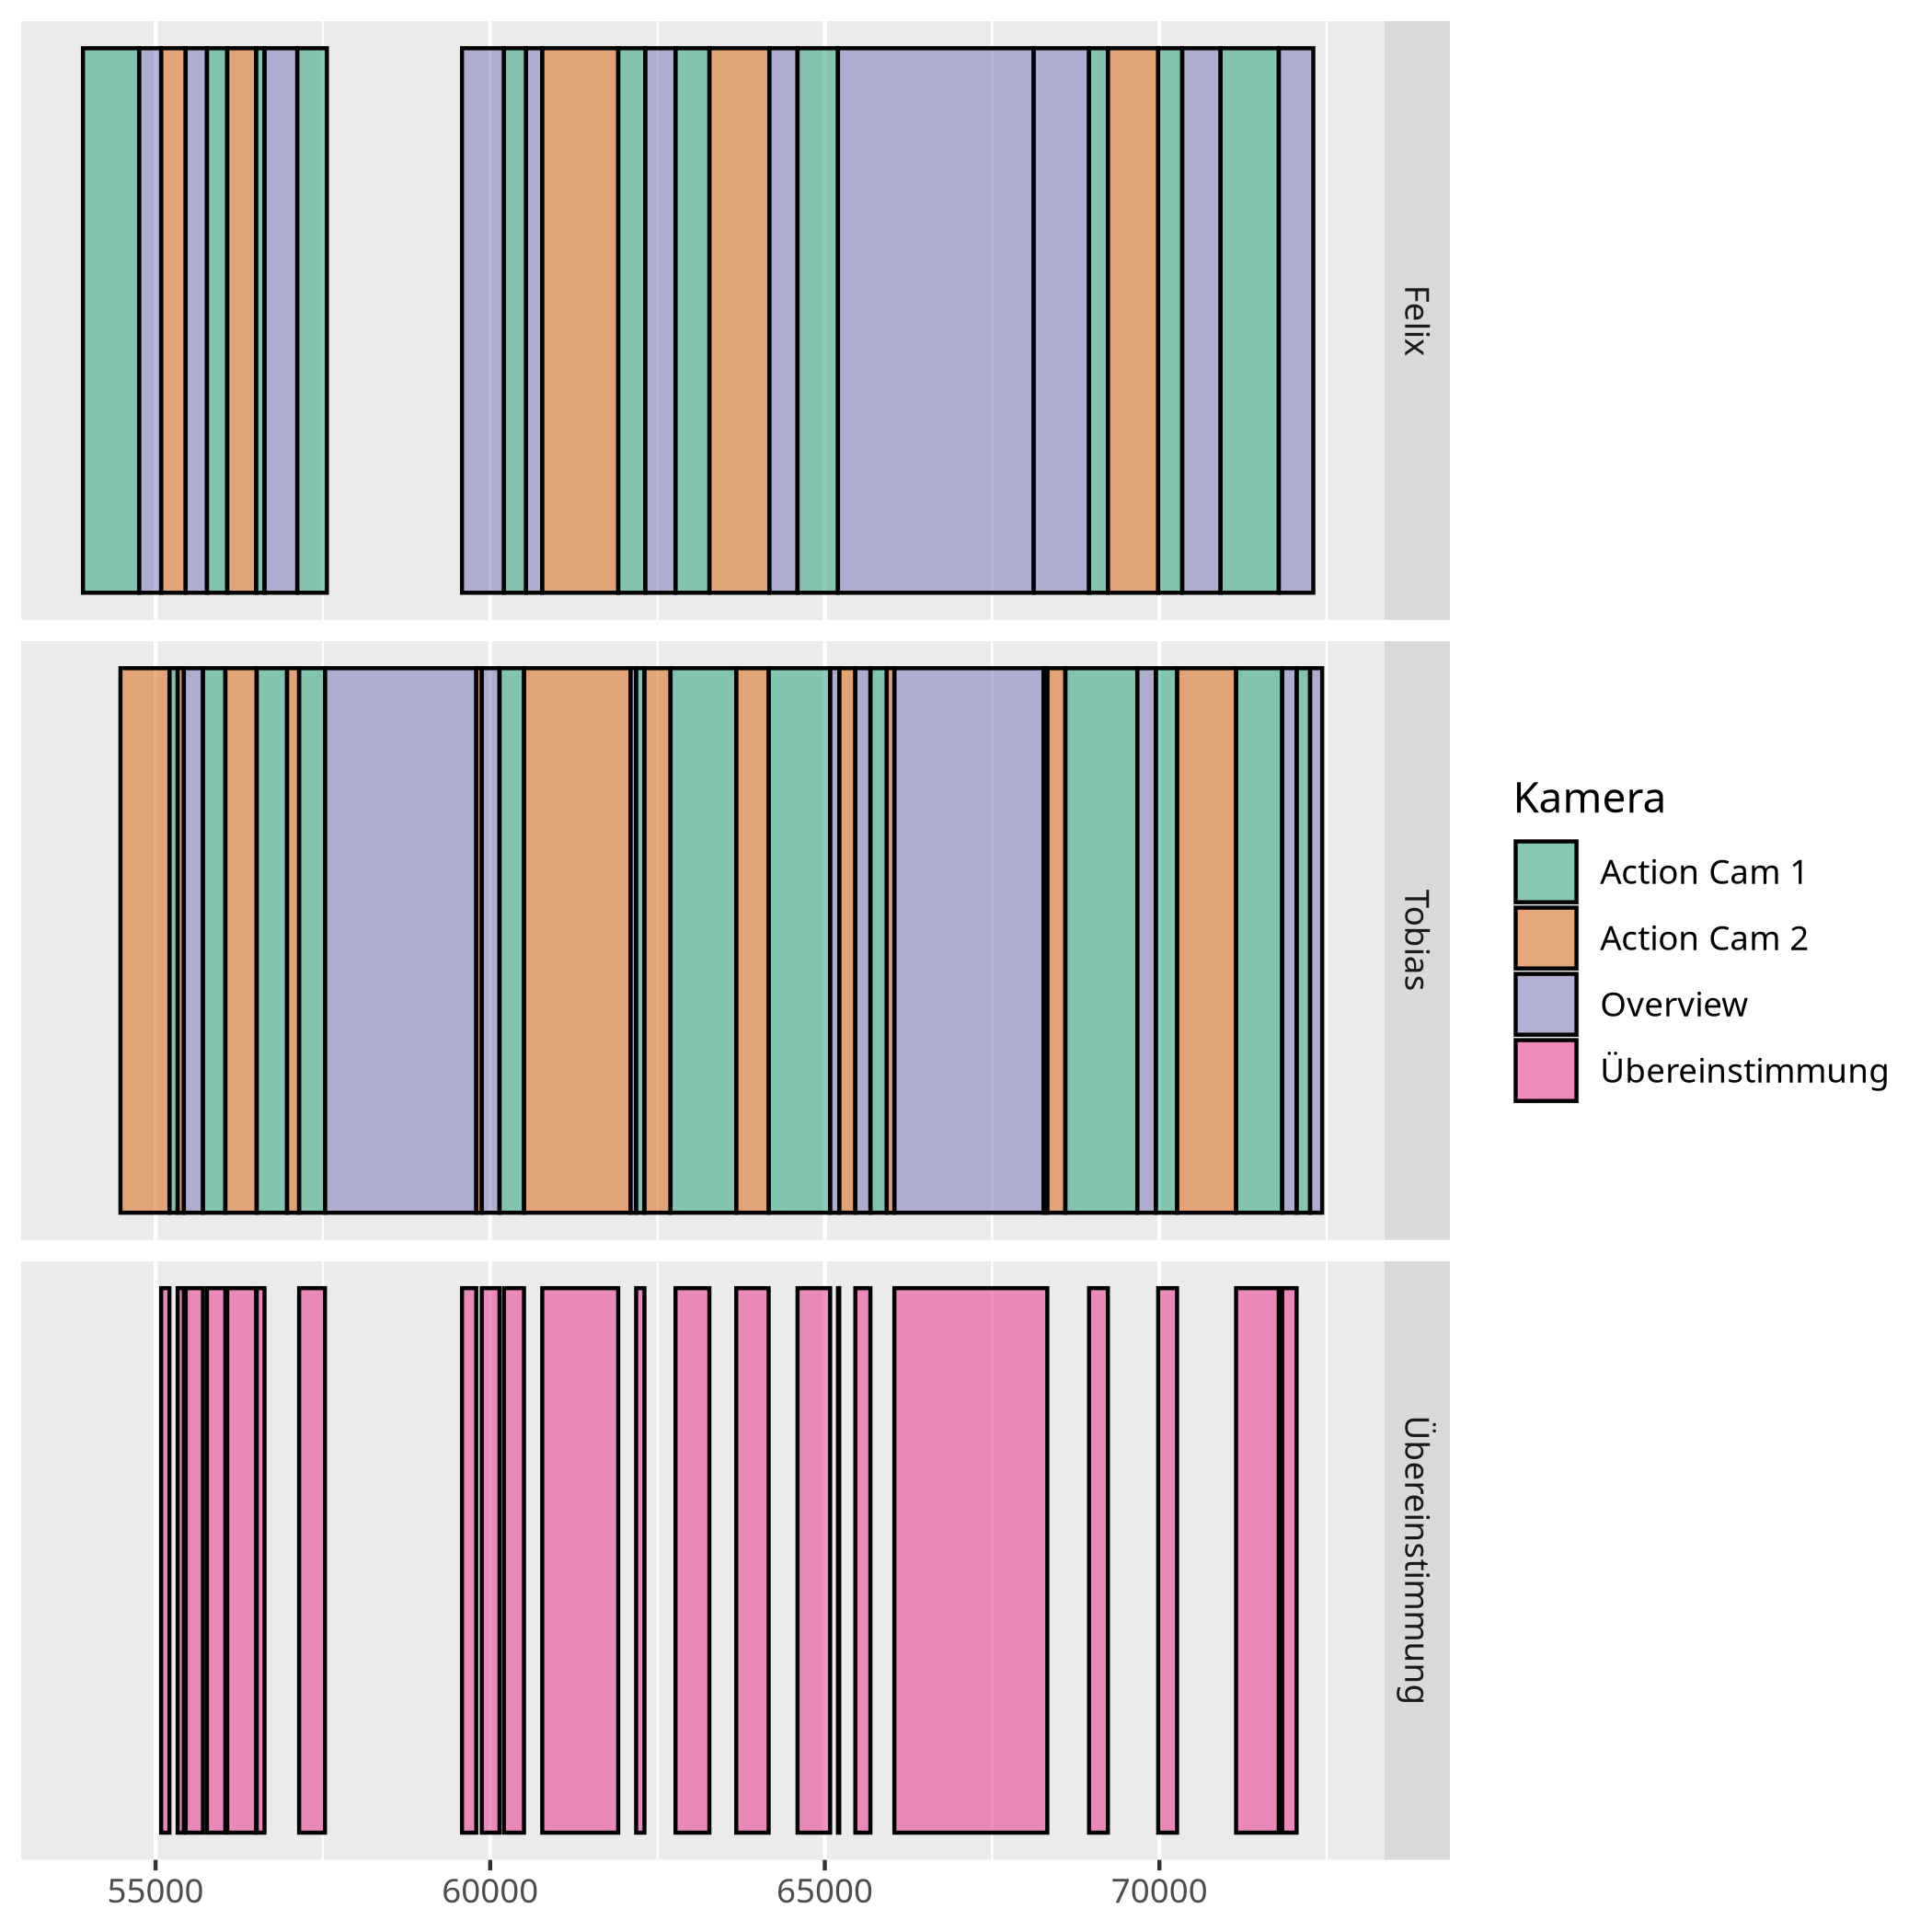 Felix
Tobias
Übereinstimmung
55000
60000
65000
70000
Kamera
Action Cam 1
Action Cam 2
Overview
Übereinstimmung